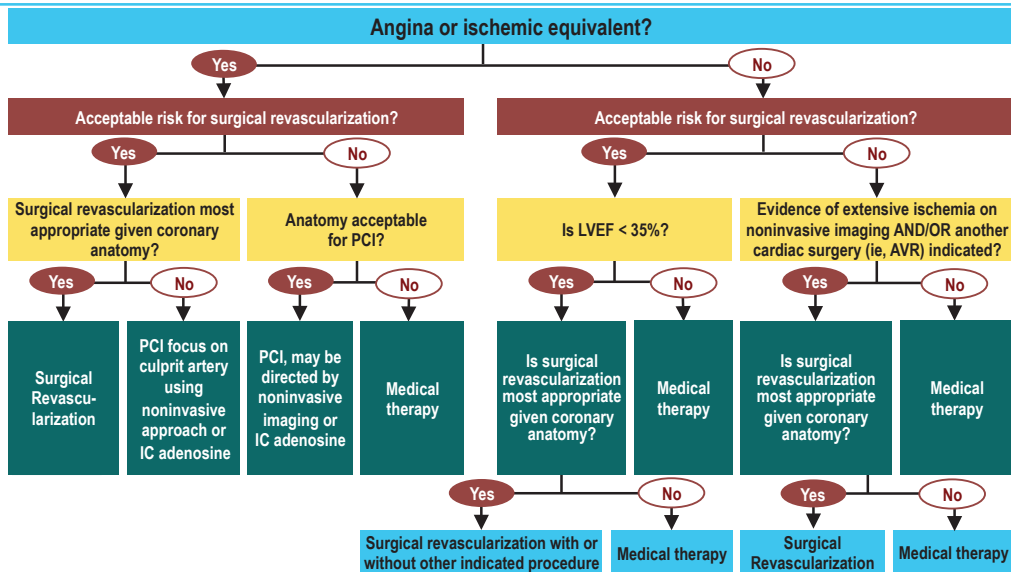 Angina or ischemic equivalent?
Yes
No
Acceptable risk for surgical revascularization?
Acceptable risk for surgical revascularization?
Yes
No
Yes
No
Surgical revascularization most
appropriate given coronary
anatomy?
Anatomy acceptable
for PCI?
Is LVEF < 35%?
Evidence of extensive ischemia on
noninvasive imaging AND/OR another
cardiac surgery (ie, AVR) indicated?
Yes
No
Yes
No
Yes
No
Yes
No
Surgical
Revascu-
larization
PCI focus on
culprit artery
using
noninvasive
approach or
IC adenosine
PCI, may be
directed by
noninvasive
imaging or
IC adenosine
Medical
therapy
Is surgical
revascularization
most appropriate
given coronary
anatomy?
Medical
therapy
Is surgical
revascularization
most appropriate
given coronary
anatomy?
Medical
therapy
Yes
No
Yes
No
Surgical revascularization with or
without other indicated procedure
Medical therapy
Surgical
Revascularization
Medical therapy